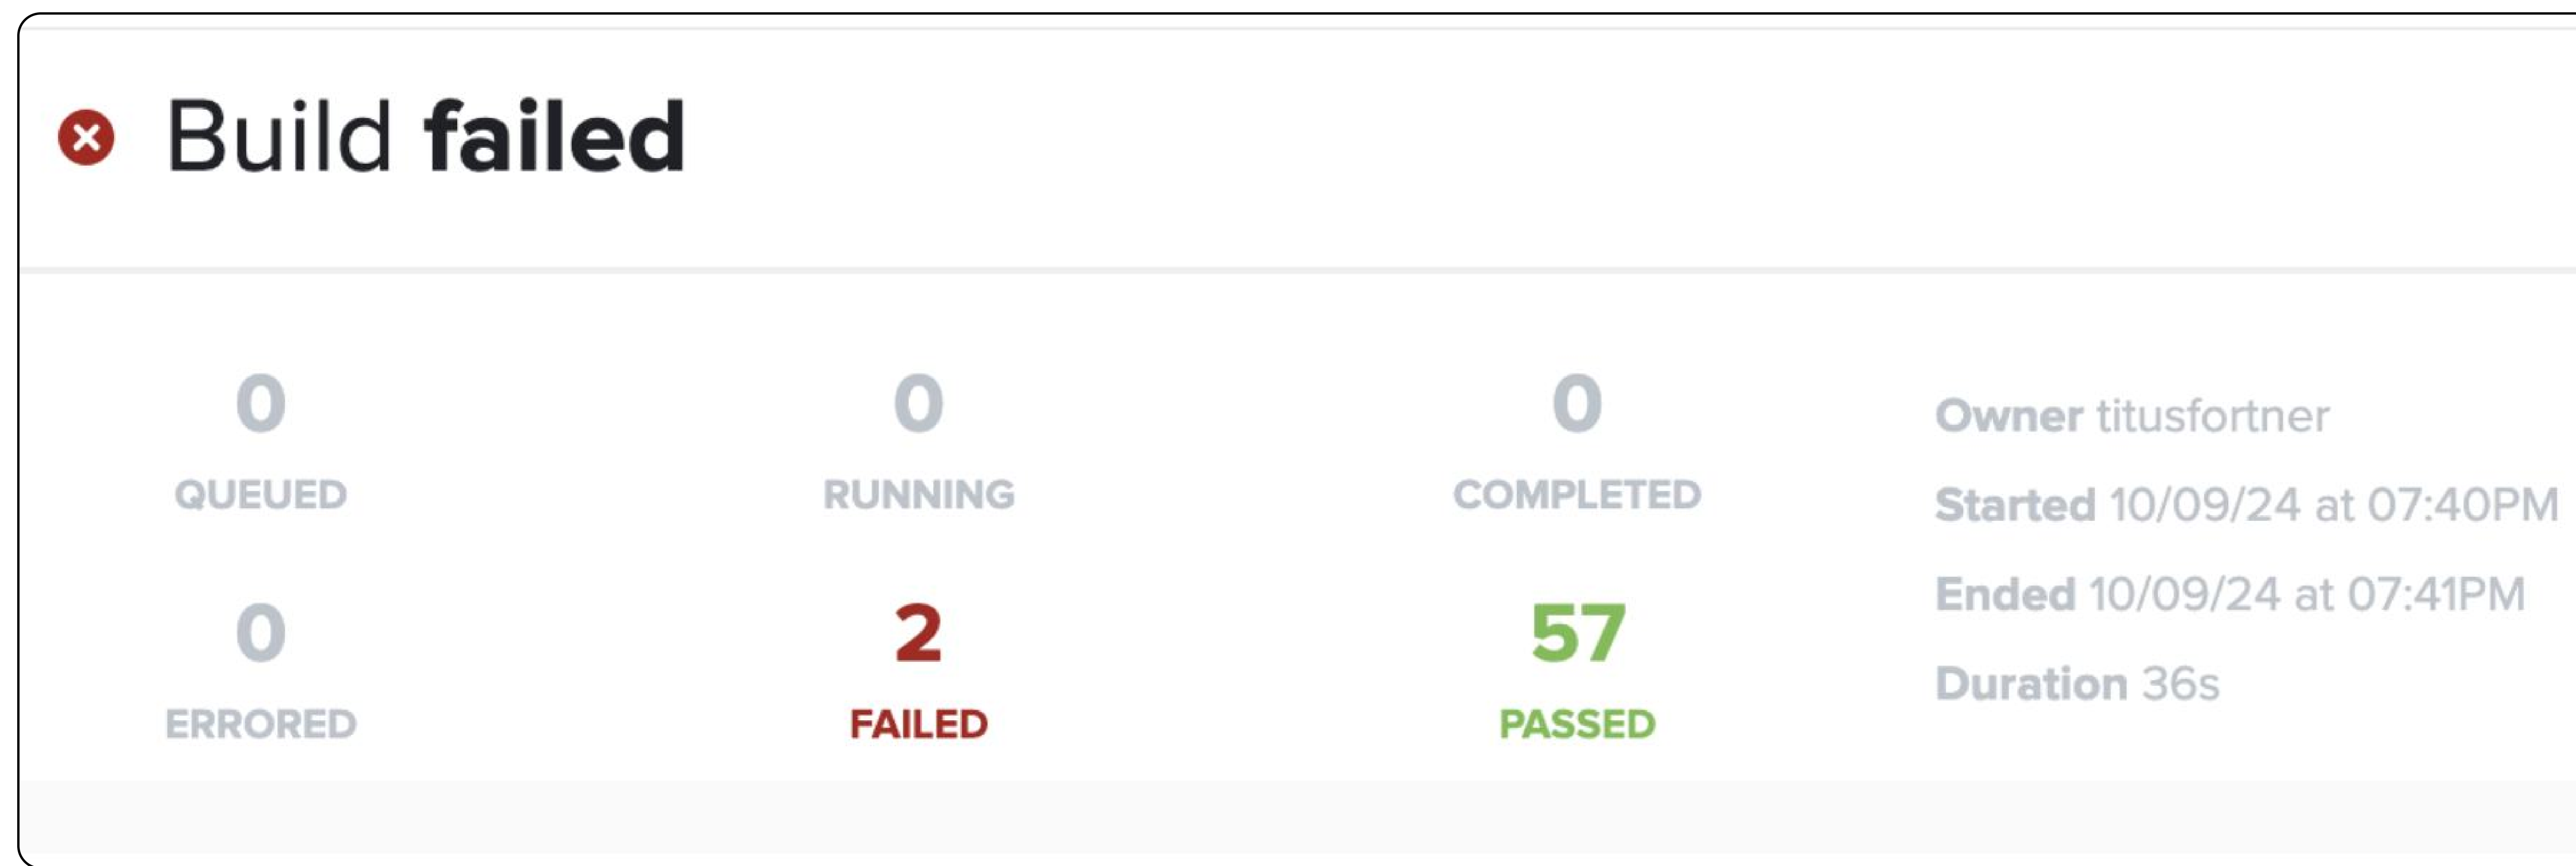 Build failed
0
QUEUED
0
RUNNING
0
COMPLETED
0
ERRORED
2
FAILED
57
PASSED
Owner titusfortner
Started 10/09/24 at 07:40PM
Ended 10/09/24 at 07:41PM
Duration 36s